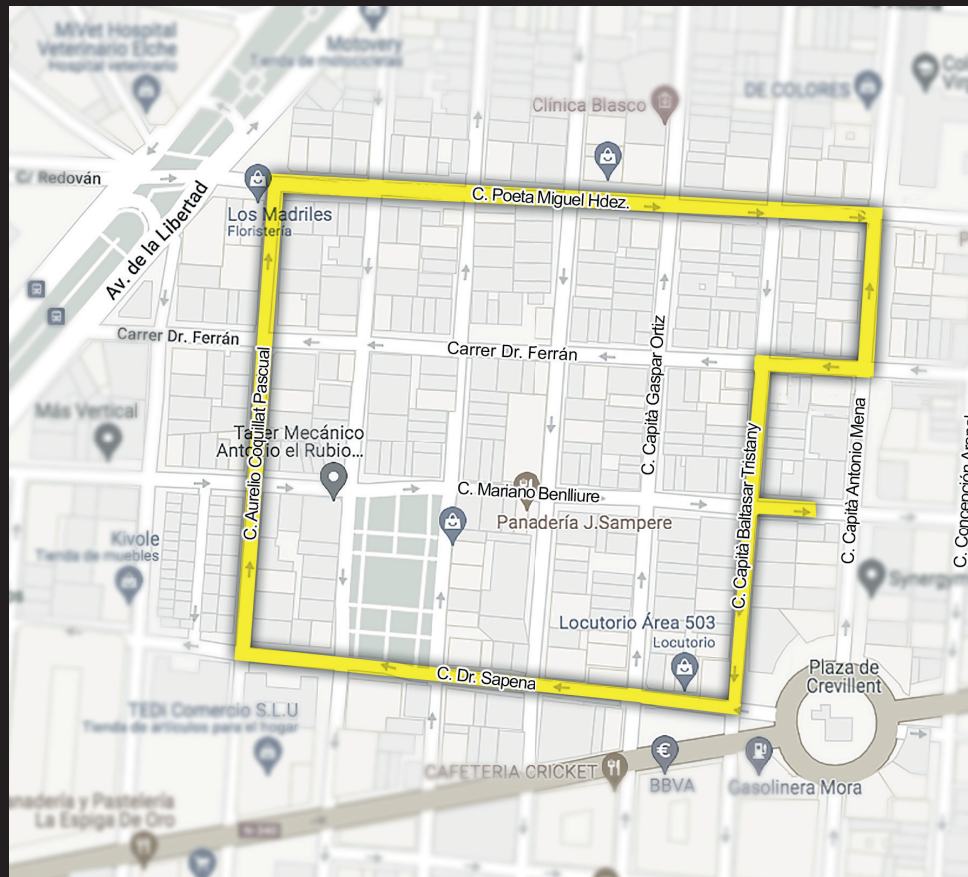 MiVet Hospital
Veterinario Elche
Hospital veterinario
Motovery
Tienda de motocicletas
Clínica Blasco
DE COLORES
C/ Redován
Los Madriles
Floristería
C. Poeta Miguel Hdez.
Av. de la Libertad
Carrer Dr. Ferrán
Carrer Dr. Ferrán
C. Capità Gaspar Ortiz
C. Aurelio Coquillat Pascual
Más Vertical
Taller Mecánico
Antonio el Rubio...
C. Mariano Benlliure
Panadería J.Sampere
C. Capità Baltasar Tristany
C. Capità Antonio Mena
C. Concepción
Kivole
Tienda de muebles
Locutorio Área 503
Locutorio
Plaza de
Crevillent
C. Dr. Sapena
TEDi Comercio S.L.U
Tienda de artículos para el hogar
CAFETERIA CRICKET
BBVA
Gasolinera Mora
Panadería y Pastelería
La Espiga De Oro
N-340